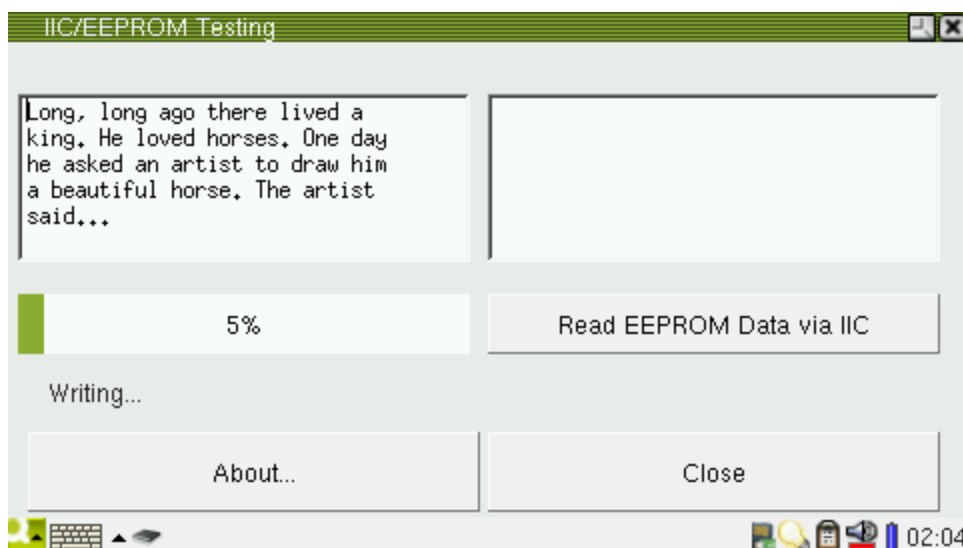 IIC/EEPROM Testing
Long, long ago there lived a
king. He loved horses. One day
he asked an artist to draw him
a beautiful horse. The artist
said...
5%
Read EEPROM Data via IIC
Writing...
About...
Close
02:04